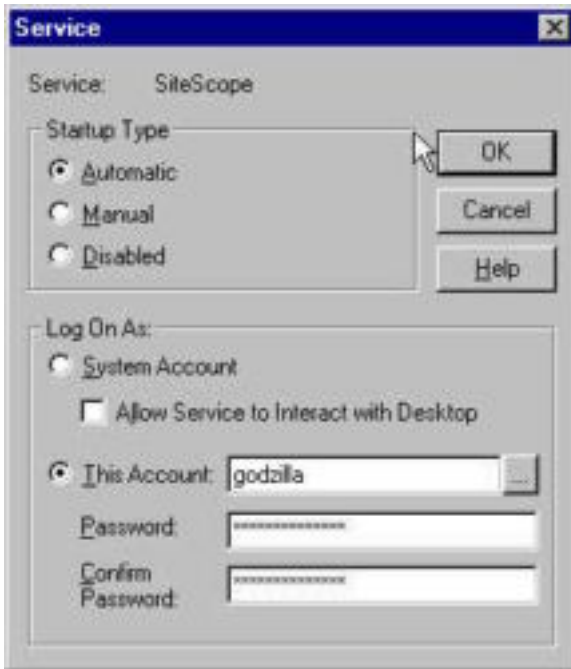 Service
Service: SiteScope
Startup Type
Automatic
Manual
Disabled
OK
Cancel
Help
Log On As:
System Account
Allow Service to Interact with Desktop
This Account: godzilla ...
Password: **************
Confirm
Password: **************